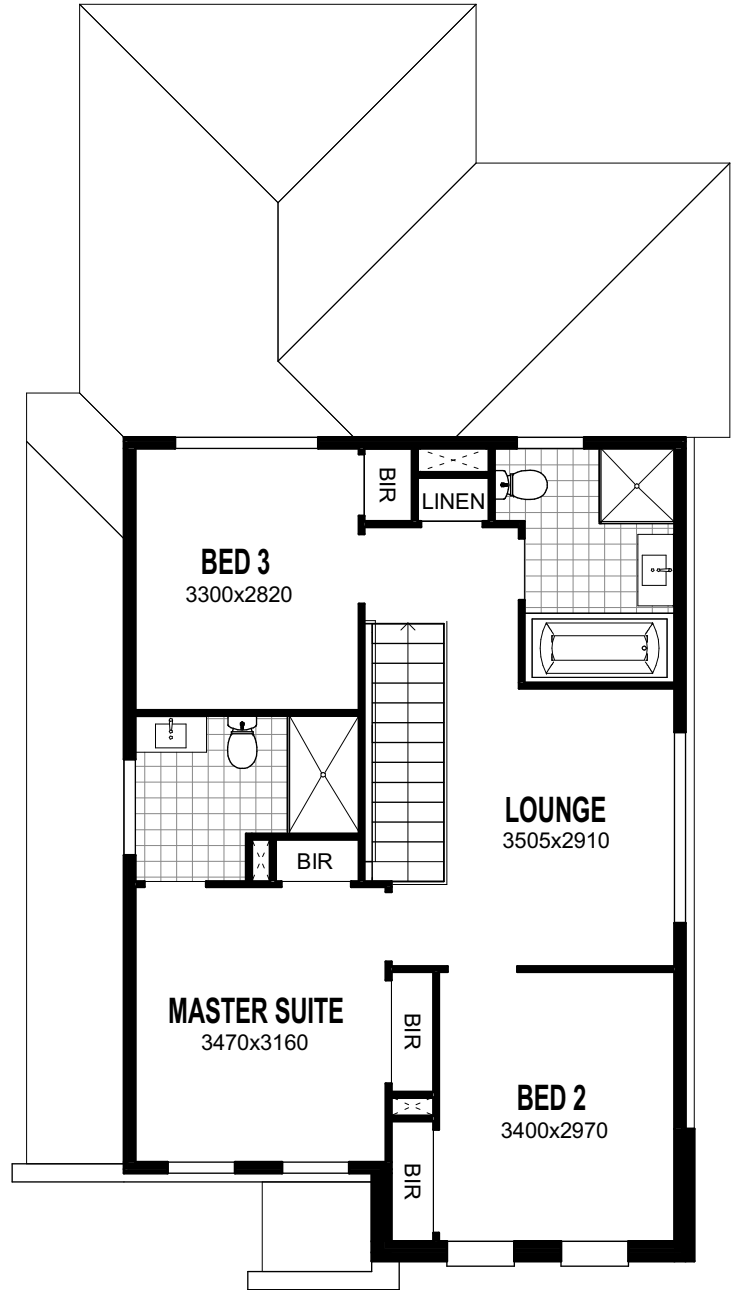 BIR
LINEN
BED 3
3300x2820
LOUNGE
3505x2910
BIR
MASTER SUITE
3470x3160
BIR
BED 2
3400x2970
BIR